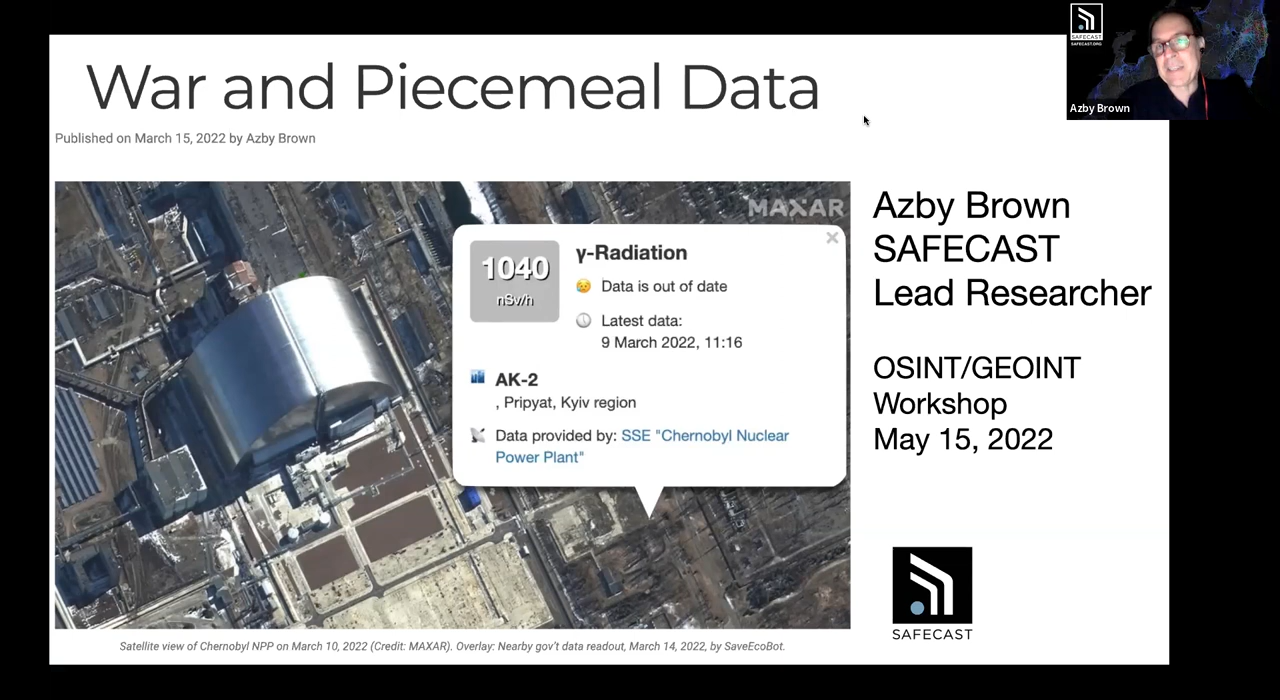 War and Piecemeal Data
Published on March 15, 2022 by Azby Brown
MAXAR
1040
nSv/h
γ-Radiation
Data is out of date
Latest data:
9 March 2022, 11:16
AK-2
, Pripyat, Kyiv region
Data provided by: SSE "Chernobyl Nuclear
Power Plant"
Satellite view of Chernobyl NPP on March 10, 2022 (Credit: MAXAR). Overlay: Nearby gov't data readout, March 14, 2022, by SaveEcoBot.
SAFECAST
SAFECAST.ORG
Azby Brown
Azby Brown
SAFECAST
Lead Researcher
OSINT/GEOINT
Workshop
May 15, 2022
SAFECAST